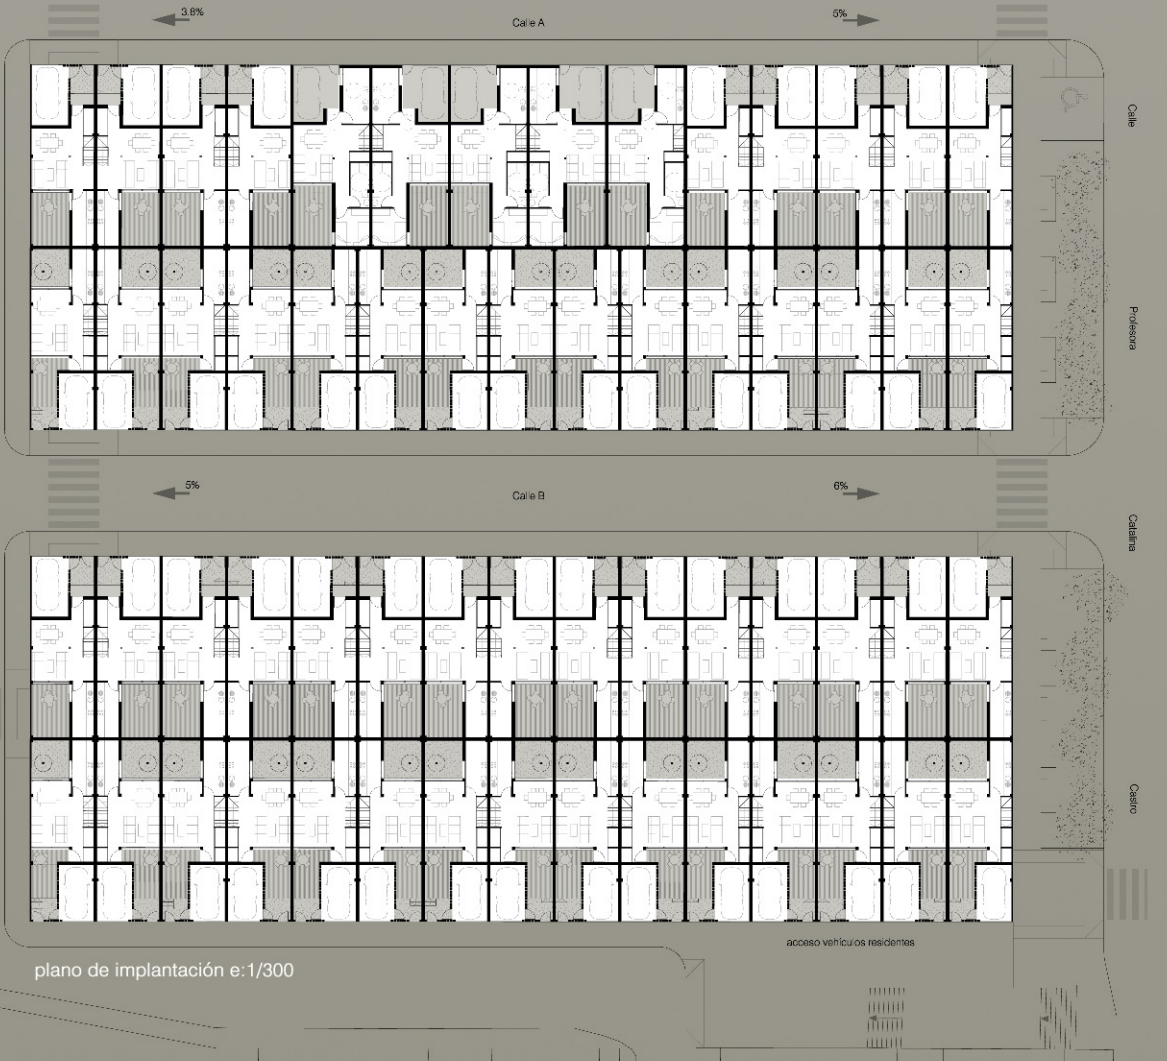 3.8%
Calle A
5%
Calle
Profesora
5%
Calle B
6%
Catalina
Castro
acceso vehículos residentes
plano de implantación e:1/300